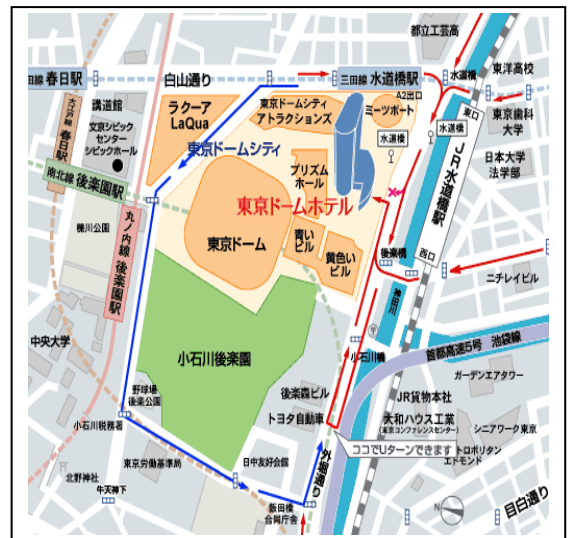 都立工芸高
三田線 春日駅
白山通り
三田線 水道橋駅
水道橋
東洋高校
大江戸線 春日駅
講道館
ラクーア
LaQua
東京ドームシティ
アトラクションズ
A2出口
ミーツポート
東口
東京歯科
大学
文京シビック
センター
シビックホール
東京ドームシティ
水道橋
水道橋
JR水道橋駅
日本大学
法学部
プリズム
ホール
南北線 後楽園駅
東京ドームホテル
丸ノ内線 後楽園駅
礫川公園
東京ドーム
青い
ビル
黄色い
ビル
後楽橋
西口
ニチレイビル
神田川
中央大学
小石川後楽園
小石川橋
首都高速5号 池袋線
ガーデンエアタワー
野球場
後楽公園
後楽森ビル
JR貨物本社
小石川税務署
トヨタ自動車
大和ハウス工業
(東京コンファレンスセンター)
シニアワーク東京
東京労働基準局
日中友好会館
外堀通り
ココでUターンできます
トロポリタン
エドモンド
北野神社
牛天神下
飯田橋
合同庁舎
N
目白通り